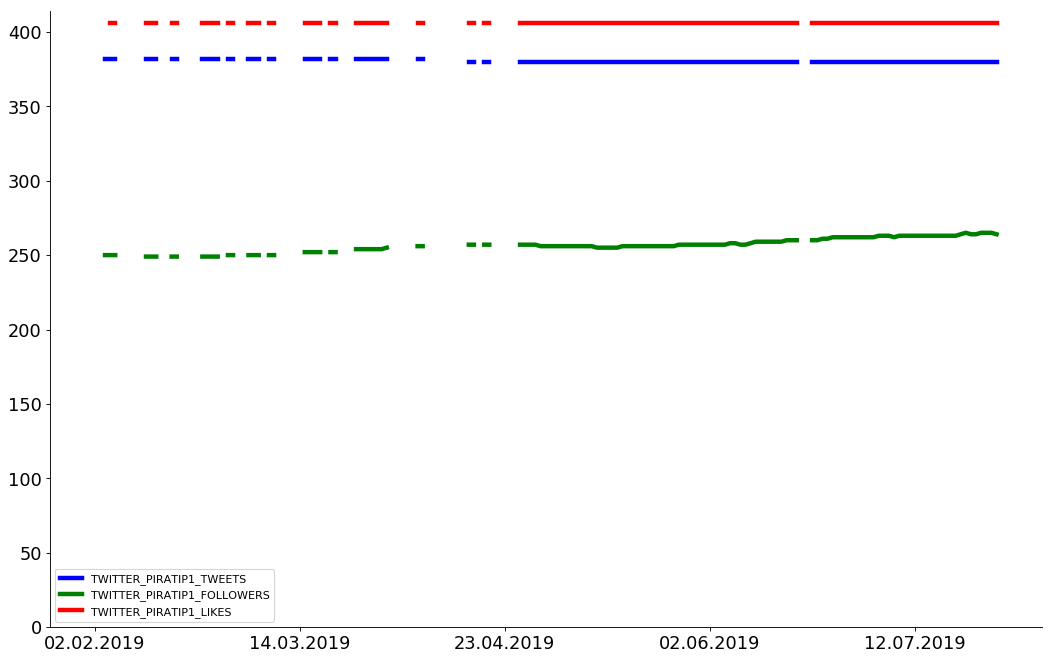 400
350
300
250
200
150
100
50
0
TWITTER_PIRATIP1_TWEETS
TWITTER_PIRATIP1_FOLLOWERS
TWITTER_PIRATIP1_LIKES
02.02.2019 14.03.2019 23.04.2019 02.06.2019 12.07.2019